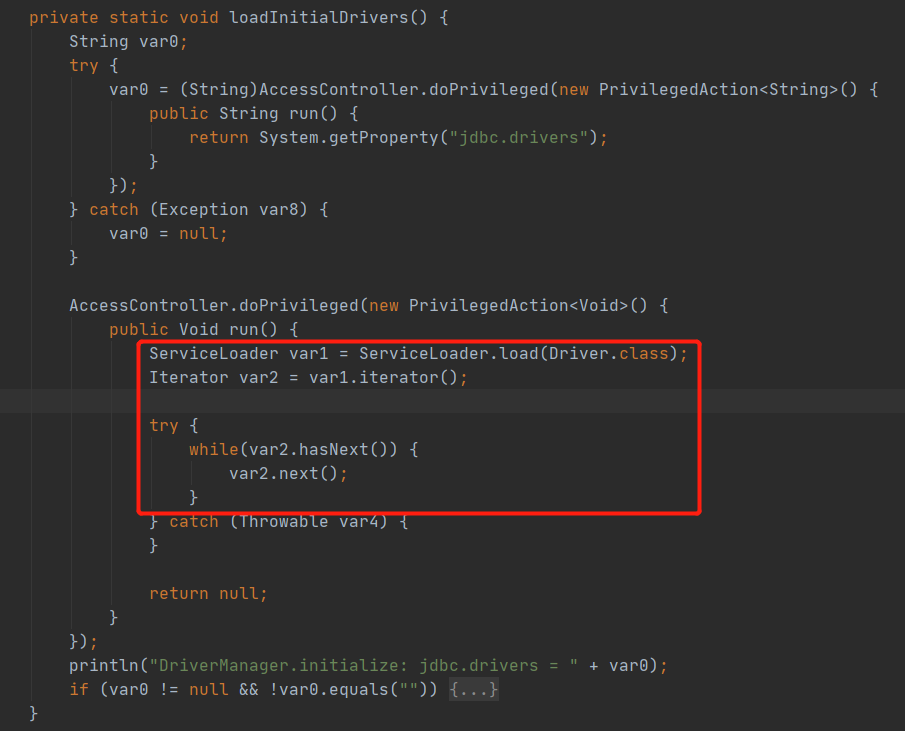 private static void loadInitialDrivers() {
String var0;
try {
var0 = (String)AccessController.doPrivileged(new PrivilegedAction<String>() {
public String run() {
return System.getProperty("jdbc.drivers");
}
});
} catch (Exception var8) {
var0 = null;
}
AccessController.doPrivileged(new PrivilegedAction<Void>() {
public Void run() {
ServiceLoader var1 = ServiceLoader.load(Driver.class);
Iterator var2 = var1.iterator();
try {
while(var2.hasNext()) {
var2.next();
}
} catch (Throwable var4) {
}
return null;
}
});
println("DriverManager.initialize: jdbc.drivers = " + var0);
if (var0 != null && !var0.equals("")) {...}
}